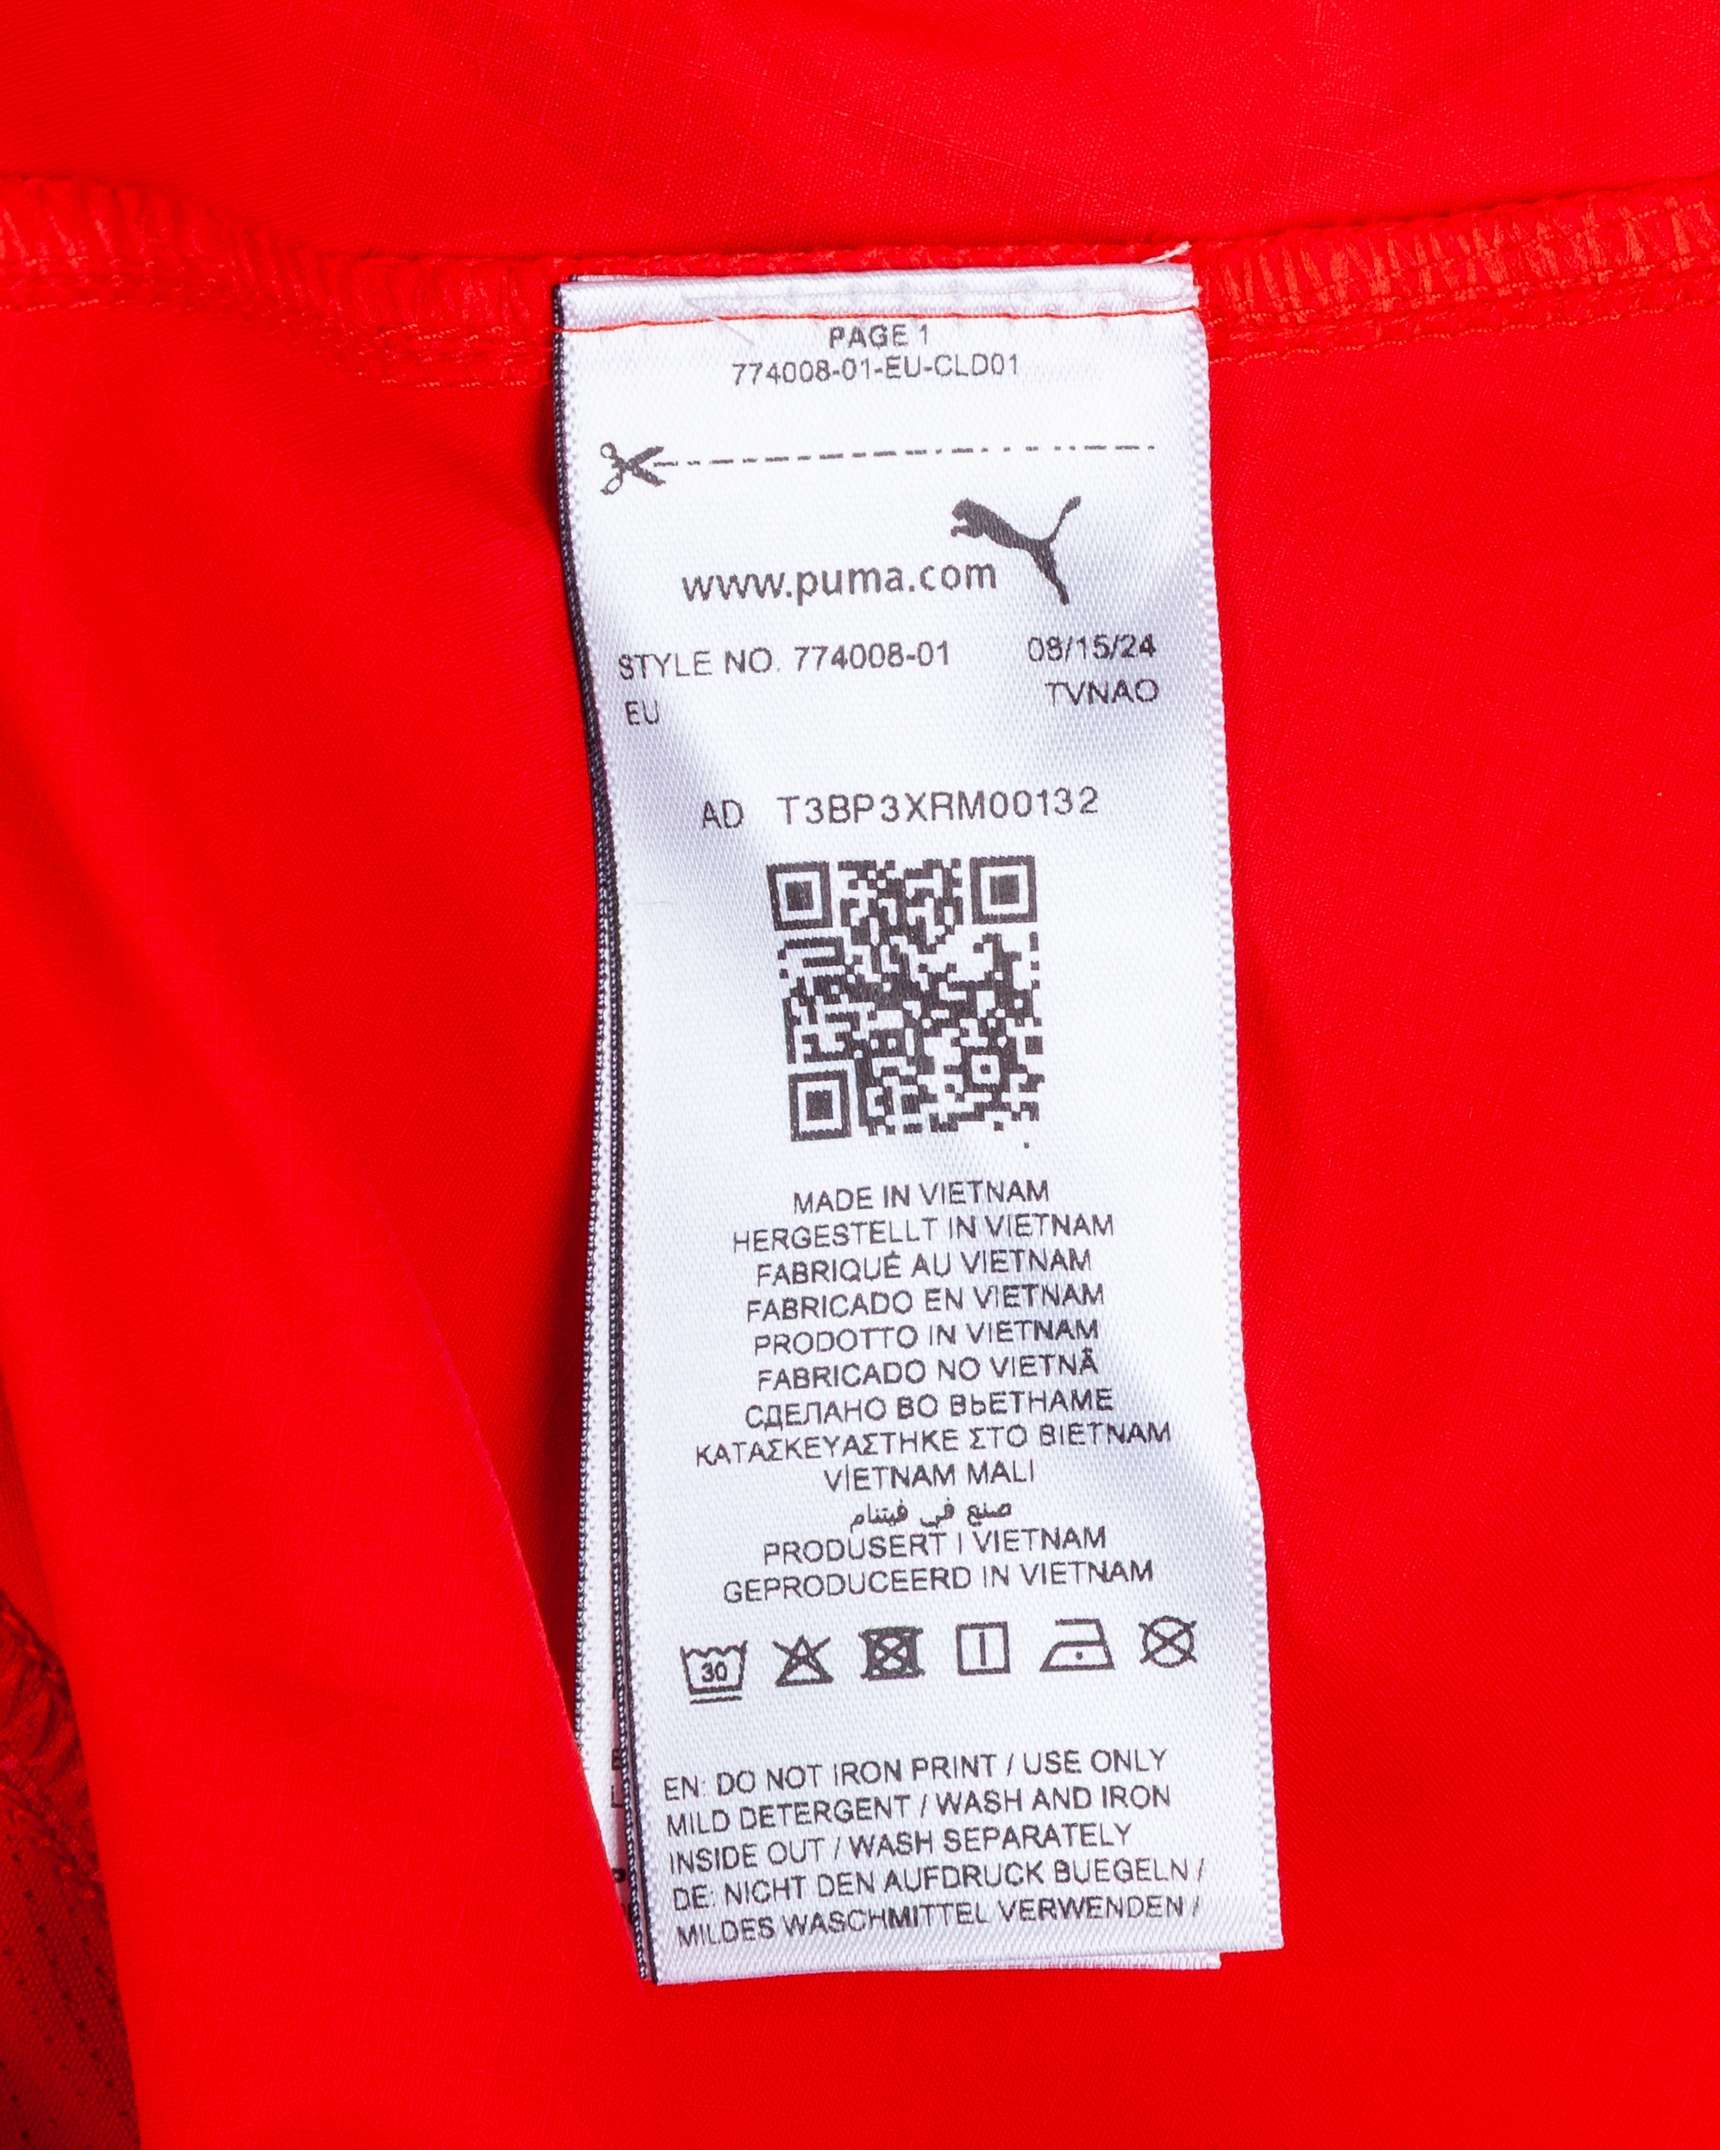 PAGE 1
774008-01-EU-CLD01
www.puma.com
STYLE NO. 774008-01 08/15/24
EU TVNAO
AD T3BP3XRM00132
MADE IN VIETNAM
HERGESTELLT IN VIETNAM
FABRIQUÉ AU VIETNAM
FABRICADO EN VIETNAM
PRODOTTO IN VIETNAM
FABRICADO NO VIETNÃ
СДЕЛАНО ВО ВЬЕТНАМЕ
ΚΑΤΑΣΚΕΥΑΣΤΗΚΕ ΣΤΟ ΒΙΕΤΝΑΜ
VIETNAM MALI
صنع في فيتنام
PRODUSERT I VIETNAM
GEPRODUCEERD IN VIETNAM
30
EN: DO NOT IRON PRINT / USE ONLY
MILD DETERGENT / WASH AND IRON
INSIDE OUT / WASH SEPARATELY
DE: NICHT DEN AUFDRUCK BUEGELN /
MILDES WASCHMITTEL VERWENDEN /